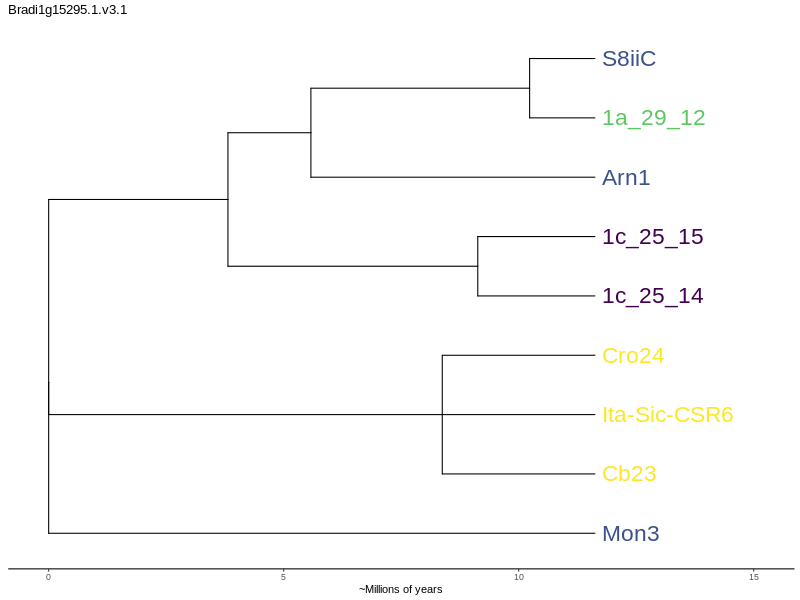 Bradi1g15295.1.v3.1
S8iiC
1a_29_12
Arn1
1c_25_15
1c_25_14
Cro24
Ita-Sic-CSR6
Cb23
Mon3
0 5 10 15
~Millions of years